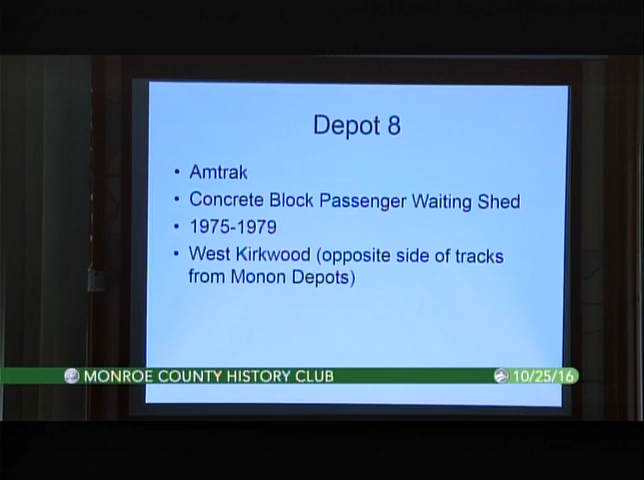 Depot 8
• Amtrak
• Concrete Block Passenger Waiting Shed
• 1975-1979
• West Kirkwood (opposite side of tracks
from Monon Depots)
MONROE COUNTY HISTORY CLUB
10/25/16